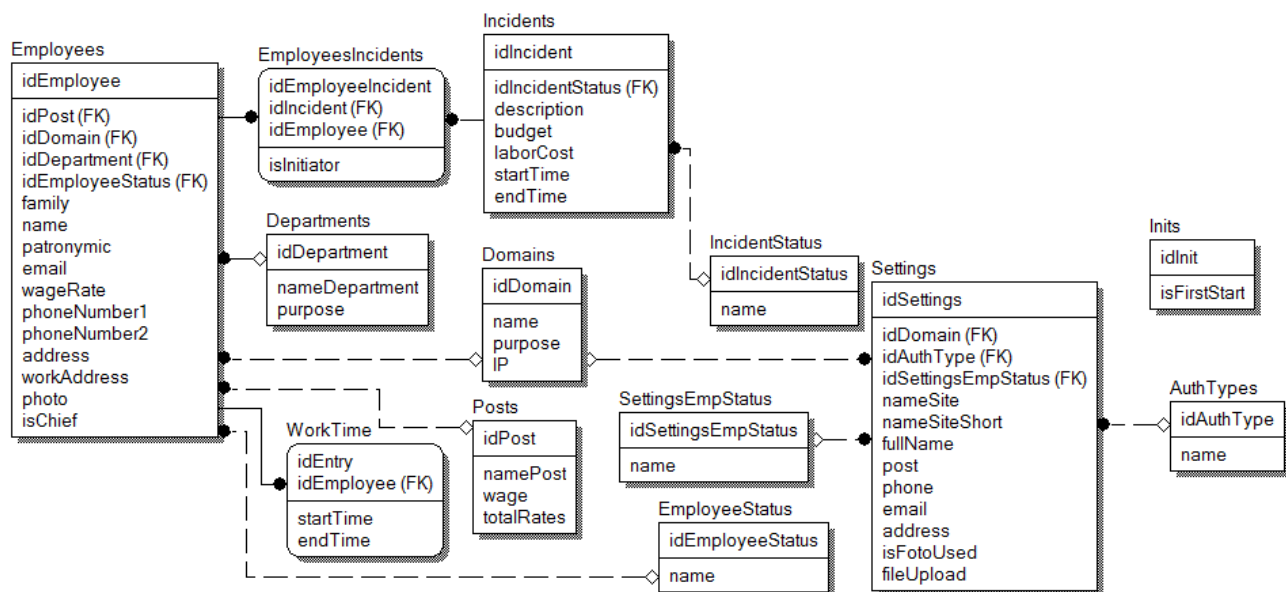 Employees
idEmployee
idPost (FK)
idDomain (FK)
idDepartment (FK)
idEmployeeStatus (FK)
family
name
patronymic
email
wageRate
phoneNumber1
phoneNumber2
address
workAddress
photo
isChief
EmployeesIncidents
idEmployeeIncident
idIncident (FK)
idEmployee (FK)
isInitiator
Incidents
idIncident
idIncidentStatus (FK)
description
budget
laborCost
startTime
endTime
Departments
idDepartment
nameDepartment
purpose
Domains
idDomain
name
purpose
IP
IncidentStatus
idIncidentStatus
name
Settings
idSettings
idDomain (FK)
idAuthType (FK)
idSettingsEmpStatus (FK)
nameSite
nameSiteShort
fullName
post
phone
email
address
isFotoUsed
fileUpload
Inits
idInit
isFirstStart
AuthTypes
idAuthType
name
SettingsEmpStatus
idSettingsEmpStatus
name
Posts
idPost
namePost
wage
totalRates
WorkTime
idEntry
idEmployee (FK)
startTime
endTime
EmployeeStatus
idEmployeeStatus
name